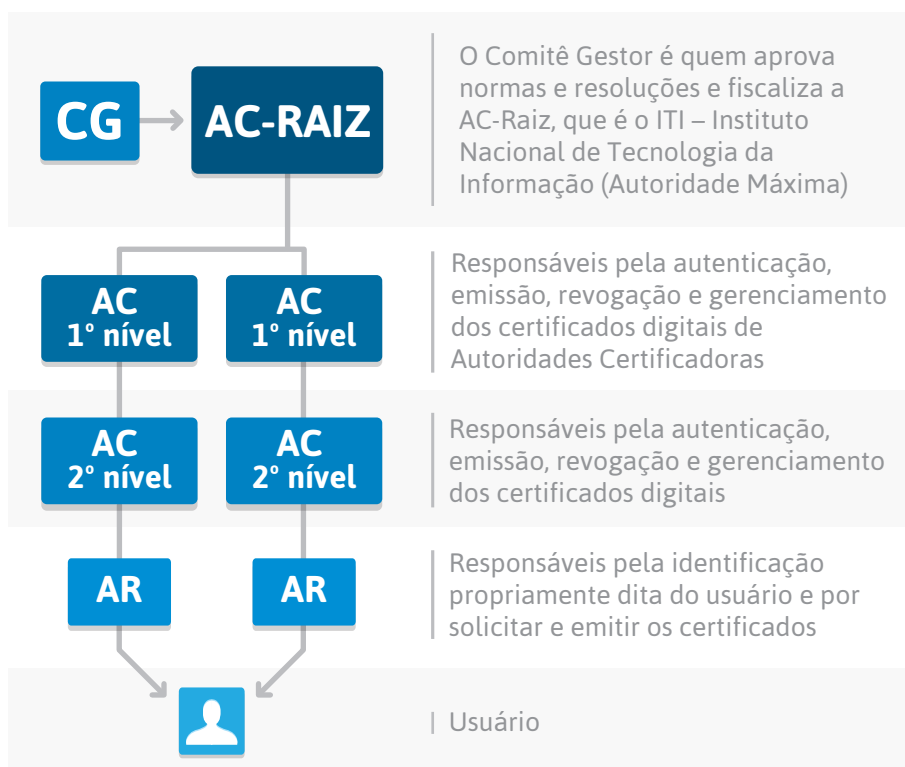 CG
AC-RAIZ
O Comitê Gestor é quem aprova
normas e resoluções e fiscaliza a
AC-Raiz, que é o ITI – Instituto
Nacional de Tecnologia da
Informação (Autoridade Máxima)
AC
1º nível
AC
1º nível
Responsáveis pela autenticação,
emissão, revogação e gerenciamento
dos certificados digitais de
Autoridades Certificadoras
AC
2º nível
AC
2º nível
Responsáveis pela autenticação,
emissão, revogação e gerenciamento
dos certificados digitais
AR
AR
Responsáveis pela identificação
propriamente dita do usuário e por
solicitar e emitir os certificados
Usuário